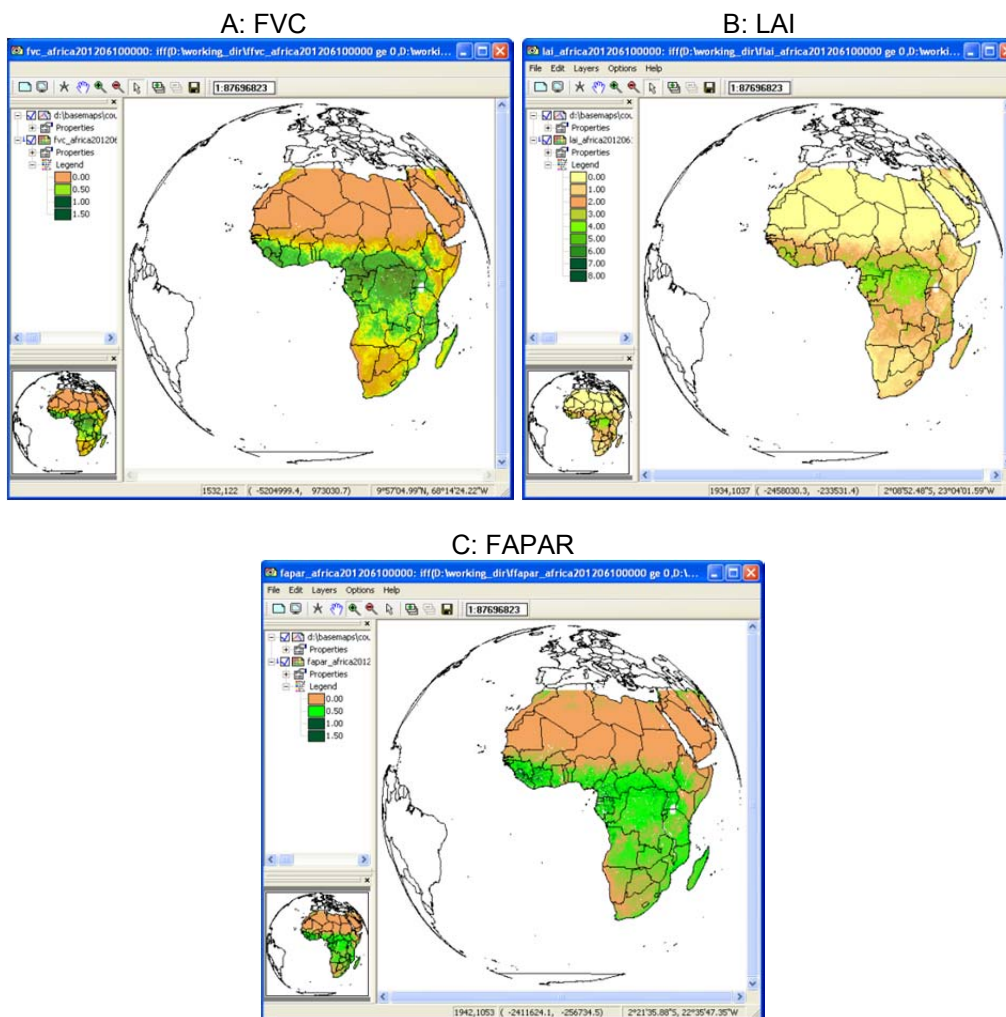 A: FVC
fvc_africa201206100000: iff(D:\working_dir\ffvc_africa201206100000 ge 0,D:\worki...
1:87696823
d:\basemaps\cou
Properties
fvc_africa201206
Properties
Legend
0.00
0.50
1.00
1.50
1532,122 ( -5204999.4, 973030.7) 9°57'04.99"N, 68°14'24.22"W
B: LAI
lai_africa201206100000: iff(D:\working_dir\flai_africa201206100000 ge 0,D:\worki...
File Edit Layers Options Help
1:87696823
d:\basemaps\cou
Properties
lai_africa201206
Properties
Legend
0.00
1.00
2.00
3.00
4.00
5.00
6.00
7.00
8.00
1934,1037 ( -2458030.3, -233531.4) 2°08'52.48"S, 23°04'01.59"W
C: FAPAR
fapar_africa201206100000: iff(D:\working_dir\ffapar_africa201206100000 ge 0,D:\...
File Edit Layers Options Help
1:87696823
d:\basemaps\cou
Properties
fapar_africa2012
Properties
Legend
0.00
0.50
1.00
1.50
1942,1053 ( -2411624.1, -256734.5) 2°21'35.88"S, 22°35'47.35"W